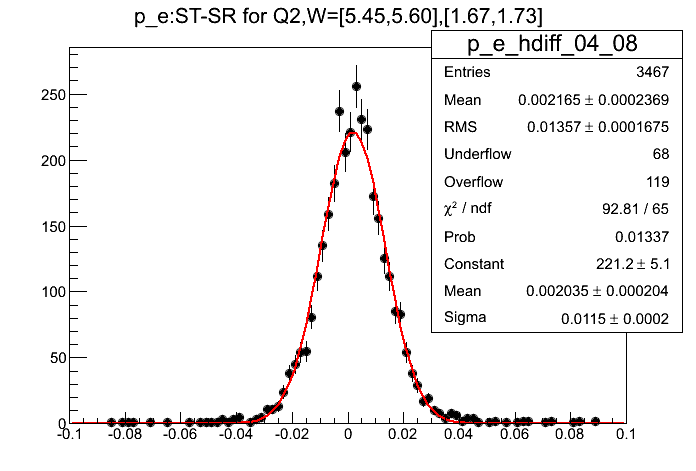 p_e:ST-SR for Q2,W=[5.45,5.60],[1.67,1.73]
p_e_hdiff_04_08
Entries 3467
Mean 0.002165 ± 0.0002369
RMS 0.01357 ± 0.0001675
Underflow 68
Overflow 119
χ² / ndf 92.81 / 65
Prob 0.01337
Constant 221.2 ± 5.1
Mean 0.002035 ± 0.000204
Sigma 0.0115 ± 0.0002
250
200
150
100
50
0
-0.1 -0.08 -0.06 -0.04 -0.02 0 0.02 0.04 0.06 0.08 0.1